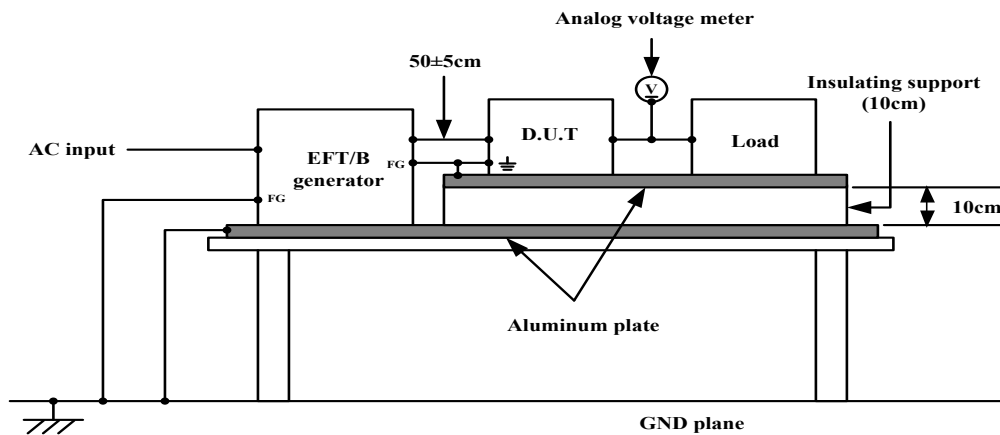 Analog voltage meter
50±5cm
Insulating support
(10cm)
V
D.U.T
Load
AC input
EFT/B
generator
FG
FG
10cm
Aluminum plate
GND plane